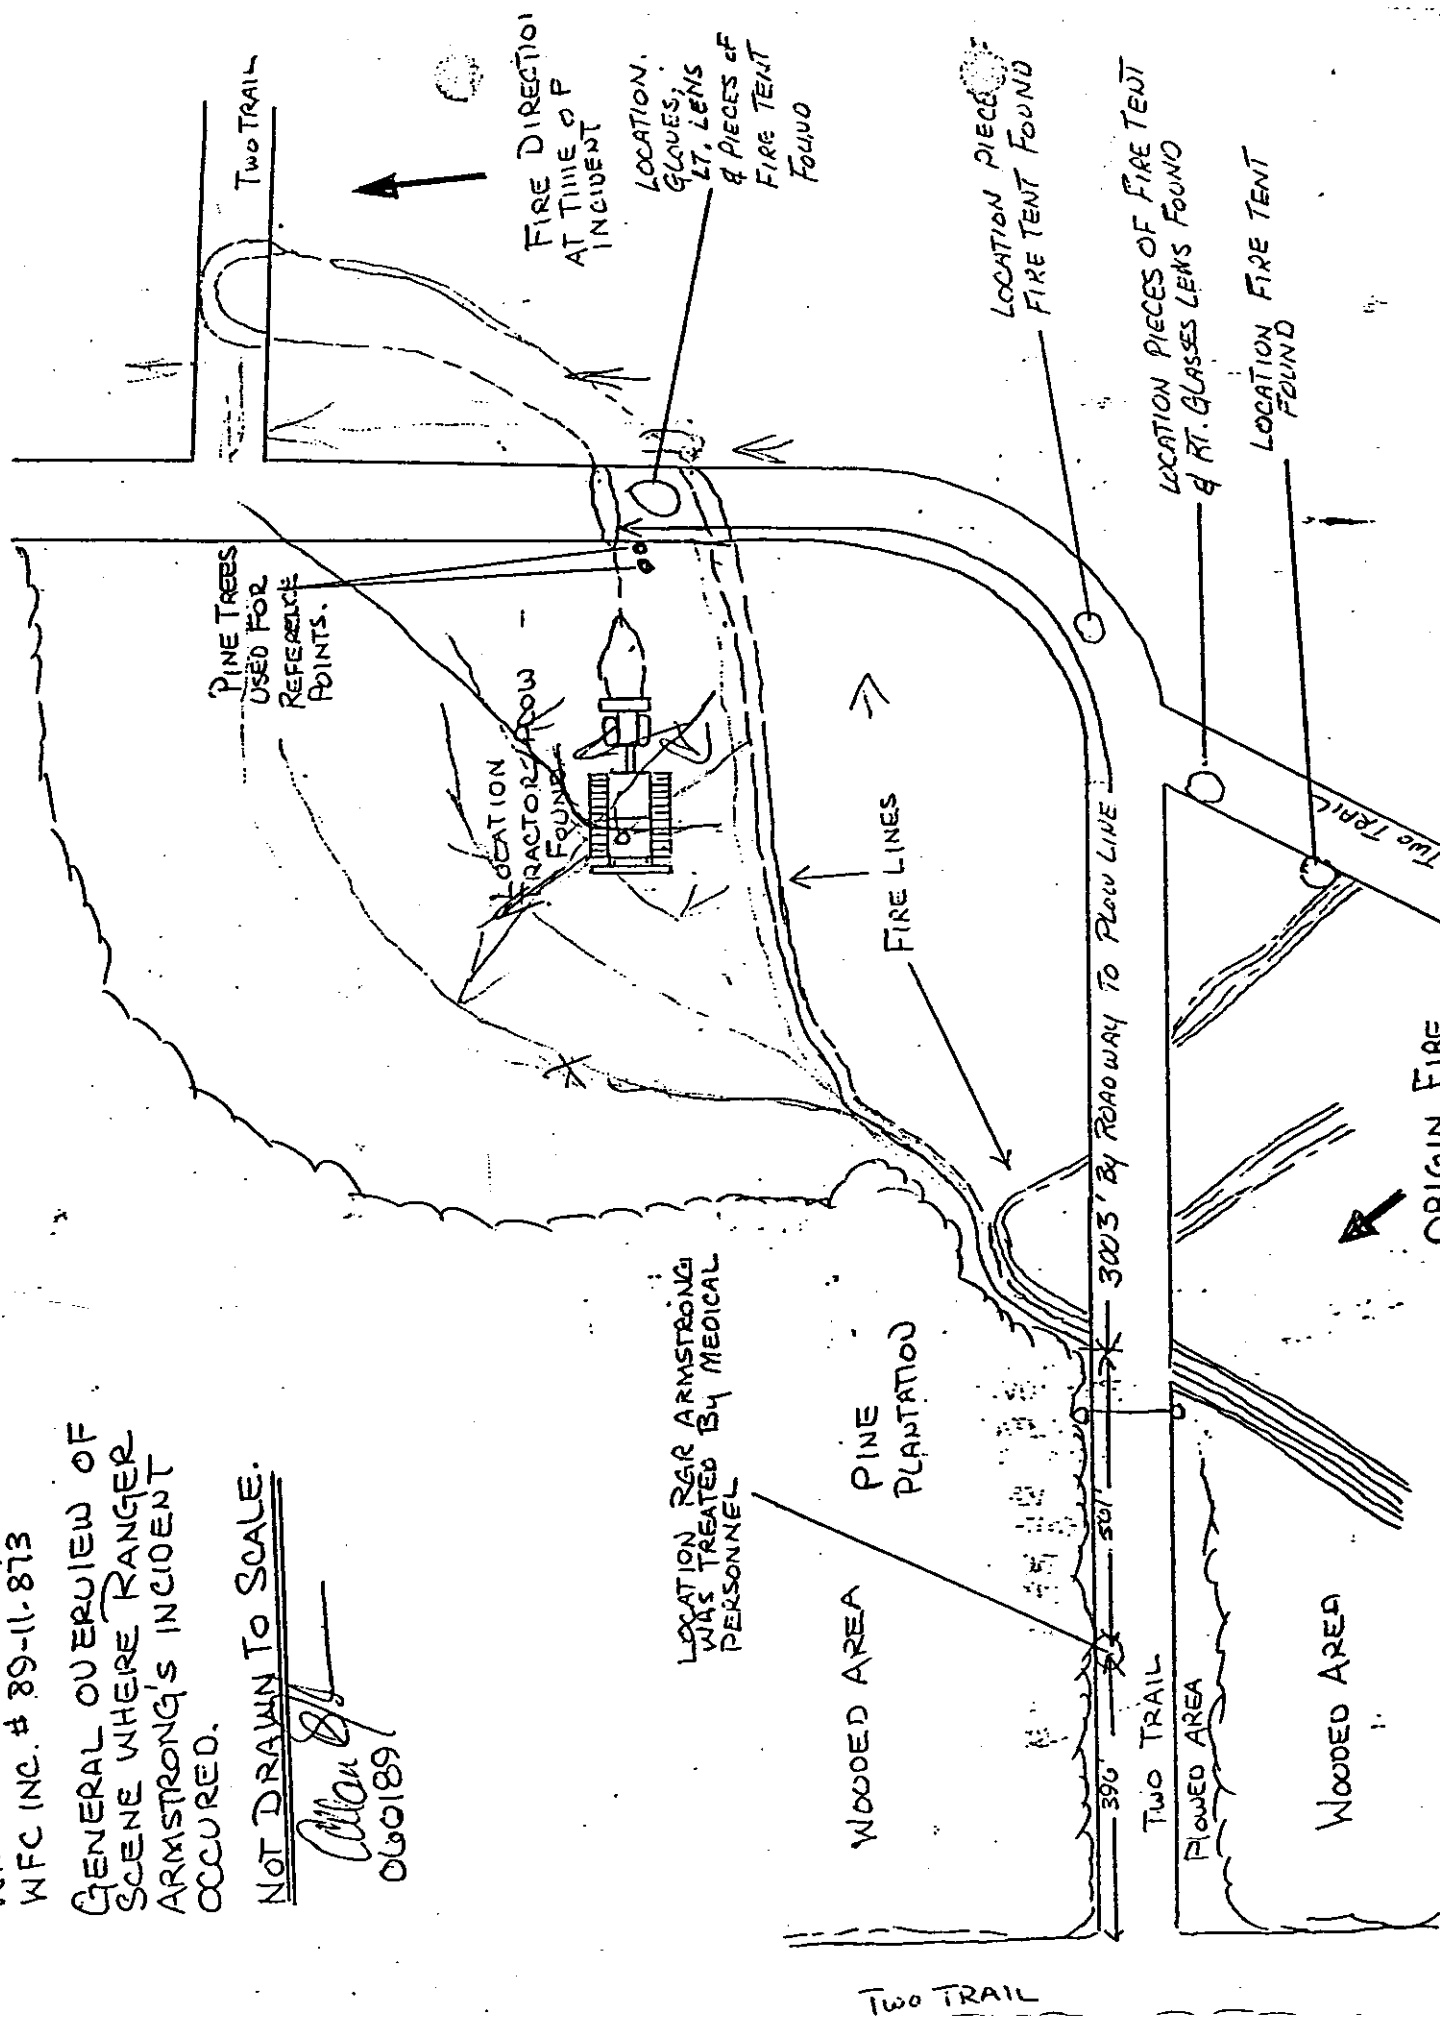 WFC INC. # 89-11-873
GENERAL OVERVIEW OF
SCENE WHERE RANGER
ARMSTRONG'S INCIDENT
OCCURED.
NOT DRAWN TO SCALE.
060189
TWO TRAIL
FIRE DIRECTION
AT TIME OF
INCIDENT
LOCATION.
GLOVES,
LT. LENS
& PIECES OF
FIRE TENT
FOUND
LOCATION PIECES
FIRE TENT FOUND
LOCATION PIECES OF FIRE TENT
& RT. GLASSES LENS FOUND
LOCATION FIRE TENT
FOUND
PINE TREES
USED FOR
REFERENCE
POINTS.
LOCATION
TRACTOR-PLOW
FOUND
FIRE LINES
TWO TRAIL
3003' BY ROADWAY TO PLOW LINE
ORIGIN FIRE
LOCATION RGR ARMSTRONG
WAS TREATED BY MEDICAL
PERSONNEL
PINE
PLANTATION
WOODED AREA
501'
396'
TWO TRAIL
PLOWED AREA
WOODED AREA
TWO TRAIL